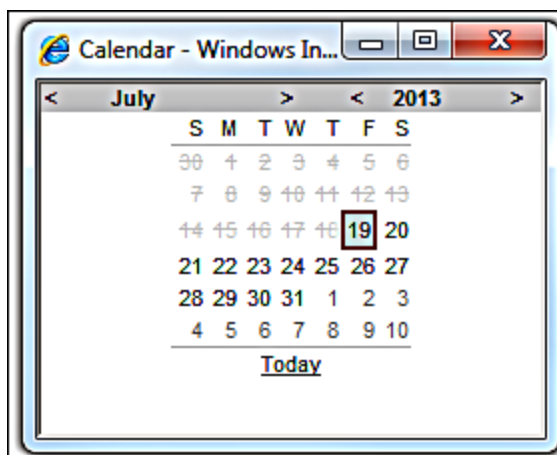 Calendar - Windows In...
< July > < 2013 >
S M T W T F S
30 1 2 3 4 5 6
7 8 9 10 11 12 13
14 15 16 17 18 19 20
21 22 23 24 25 26 27
28 29 30 31 1 2 3
4 5 6 7 8 9 10
Today